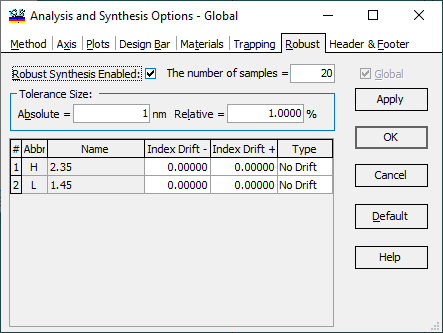 Analysis and Synthesis Options - Global
Method Axis Plots Design Bar Materials Trapping Robust Header & Footer
Robust Synthesis Enabled: The number of samples = 20 Global
Tolerance Size:
Absolute = 1 nm Relative = 1.0000 %
Apply
OK
Cancel
Default
Help
# Abbr Name Index Drift - Index Drift + Type
1 H 2.35 0.00000 0.00000 No Drift
2 L 1.45 0.00000 0.00000 No Drift